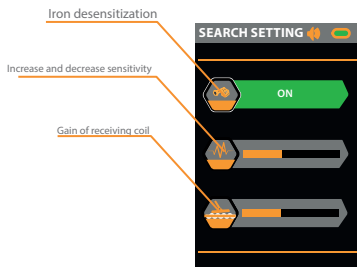 Iron desensitization
SEARCH SETTING
Increase and decrease sensitivity
ON
Gain of receiving coil